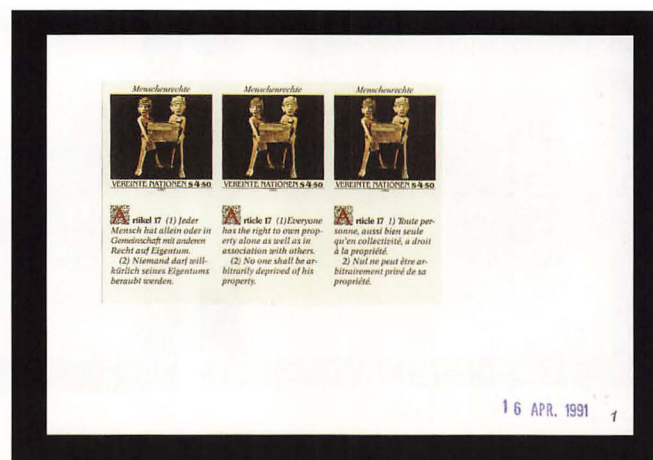 Menschenrechte
VEREINTE NATIONEN S 4·50
Artikel 17 (1) Jeder
Mensch hat allein oder in
Gemeinschaft mit anderen
Recht auf Eigentum.
(2) Niemand darf will-
kürlich seines Eigentums
beraubt werden.
Menschenrechte
VEREINTE NATIONEN S 4·50
Article 17 (1) Everyone
has the right to own prop-
erty alone as well as in
association with others.
(2) No one shall be ar-
bitrarily deprived of his
property.
Menschenrechte
VEREINTE NATIONEN S 4·50
Article 17 1) Toute per-
sonne, aussi bien seule
qu'en collectivité, a droit
à la propriété.
2) Nul ne peut être ar-
bitrairement privé de sa
propriété.
16 APR. 1991 1